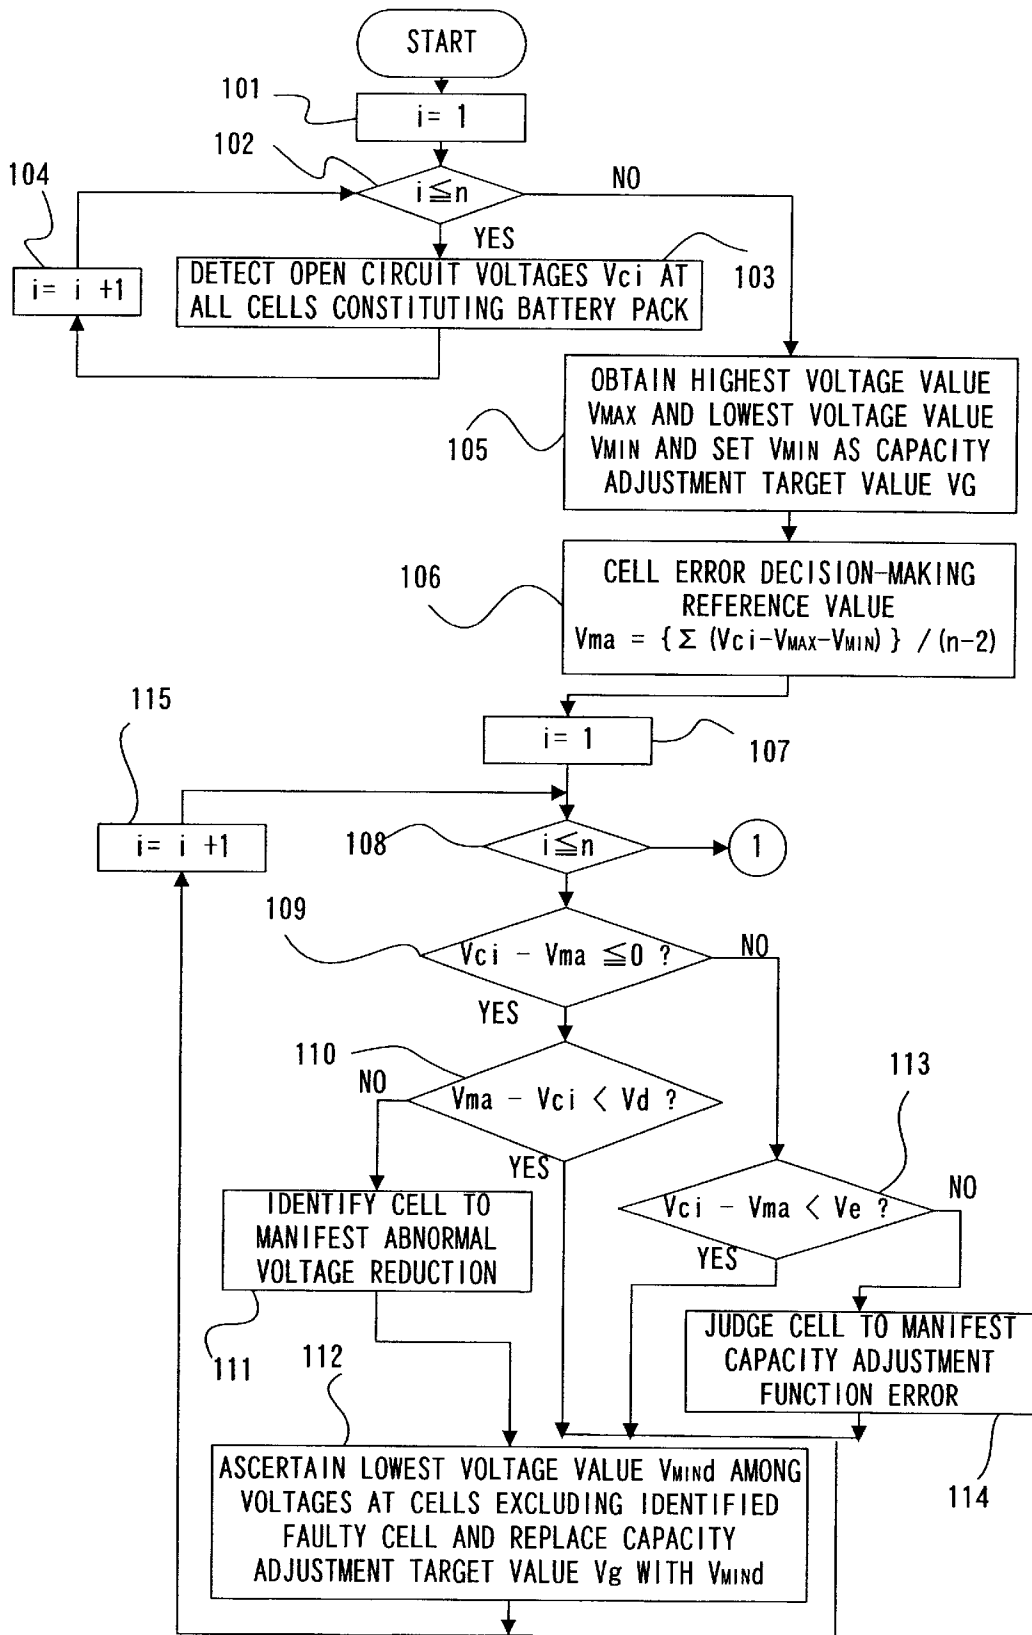 START
101
i= 1
102
104
i≦n
NO
YES
i= i +1
DETECT OPEN CIRCUIT VOLTAGES Vci AT
ALL CELLS CONSTITUTING BATTERY PACK
103
OBTAIN HIGHEST VOLTAGE VALUE
VMAX AND LOWEST VOLTAGE VALUE
VMIN AND SET VMIN AS CAPACITY
ADJUSTMENT TARGET VALUE VG
105
CELL ERROR DECISION-MAKING
REFERENCE VALUE
Vma = {Σ(Vci-VMAX-VMIN)} /(n-2)
106
115
i= 1
107
i= i +1
108
i≦n
1
109
Vci - Vma ≦0 ?
NO
YES
110
NO
Vma - Vci < Vd ?
YES
113
Vci - Vma < Ve ?
NO
YES
IDENTIFY CELL TO
MANIFEST ABNORMAL
VOLTAGE REDUCTION
111
JUDGE CELL TO MANIFEST
CAPACITY ADJUSTMENT
FUNCTION ERROR
114
112
ASCERTAIN LOWEST VOLTAGE VALUE VMINd AMONG
VOLTAGES AT CELLS EXCLUDING IDENTIFIED
FAULTY CELL AND REPLACE CAPACITY
ADJUSTMENT TARGET VALUE Vg WITH VMINd